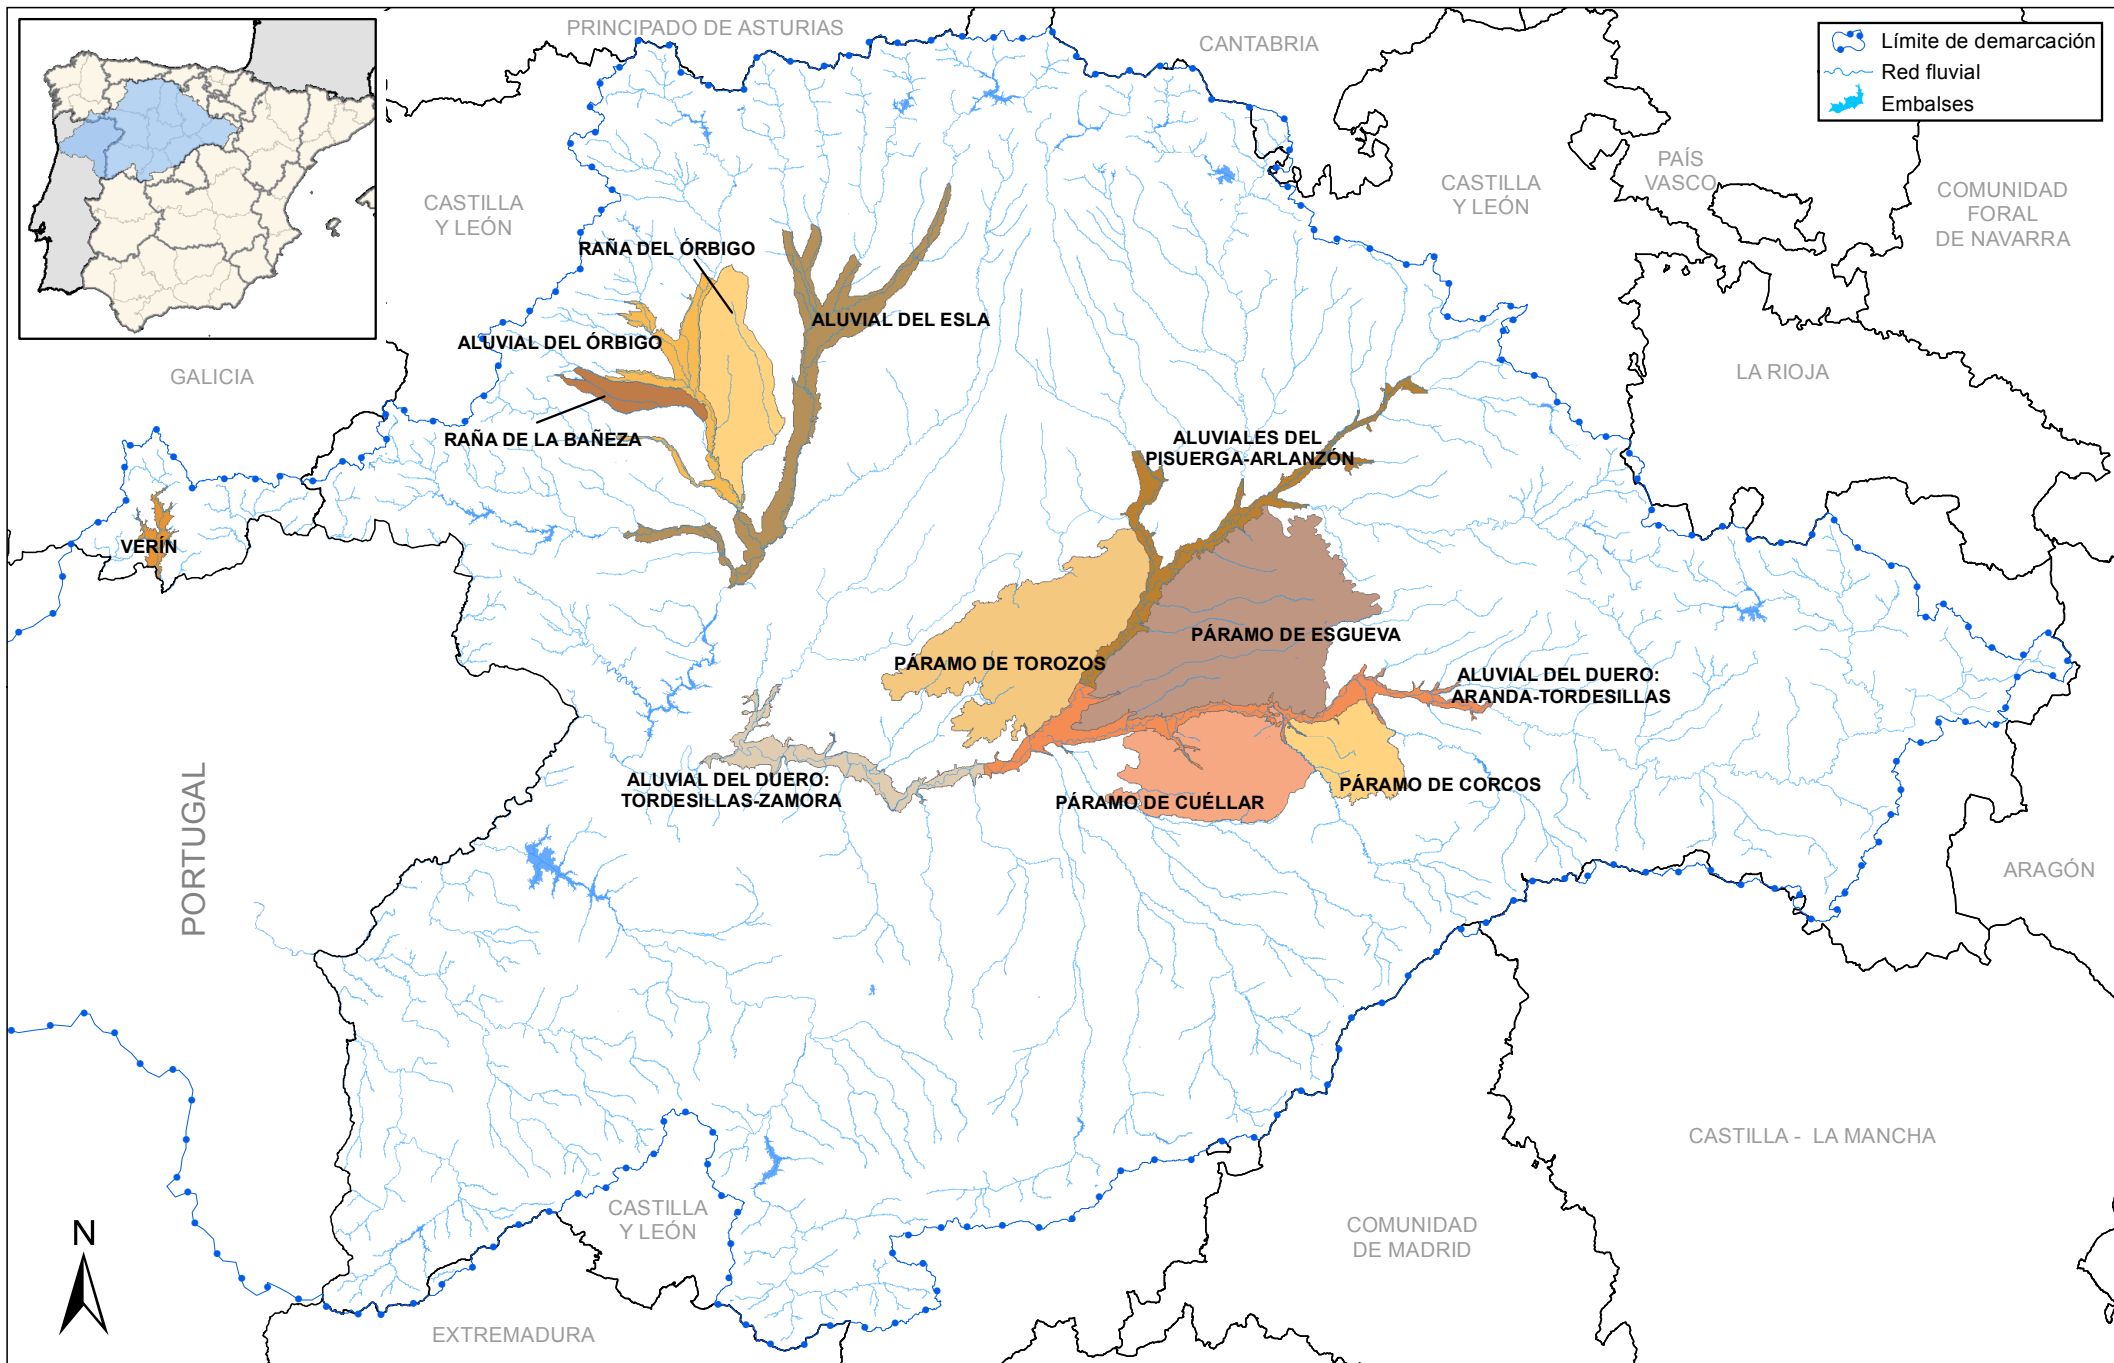 PRINCIPADO DE ASTURIAS
CANTABRIA
Límite de demarcación
Red fluvial
Embalses
PAÍS
VASCO
CASTILLA
Y LEÓN
COMUNIDAD
FORAL
DE NAVARRA
CASTILLA
Y LEÓN
RAÑA DEL ÓRBIGO
ALUVIAL DEL ESLA
ALUVIAL DEL ÓRBIGO
GALICIA
LA RIOJA
RAÑA DE LA BAÑEZA
ALUVIALES DEL
PISUERGA-ARLANZÓN
VERÍN
PÁRAMO DE ESGUEVA
PÁRAMO DE TOROZOS
ALUVIAL DEL DUERO:
ARANDA-TORDESILLAS
ALUVIAL DEL DUERO:
TORDESILLAS-ZAMORA
PÁRAMO DE CORCOS
PÁRAMO DE CUÉLLAR
PORTUGAL
ARAGÓN
CASTILLA - LA MANCHA
CASTILLA
Y LEÓN
COMUNIDAD
DE MADRID
N
EXTREMADURA